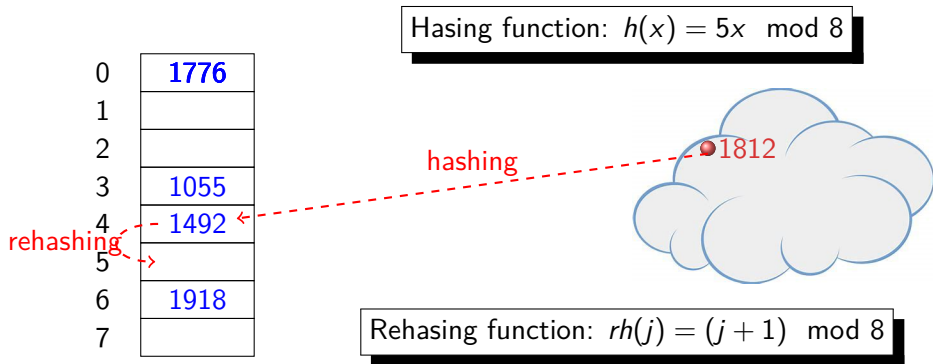 Hasing function: h(x) = 5x mod 8
0 1776
1
2
3 1055
4 1492
5
6 1918
7
hashing
1812
rehashing
Rehasing function: rh(j) = (j + 1) mod 8